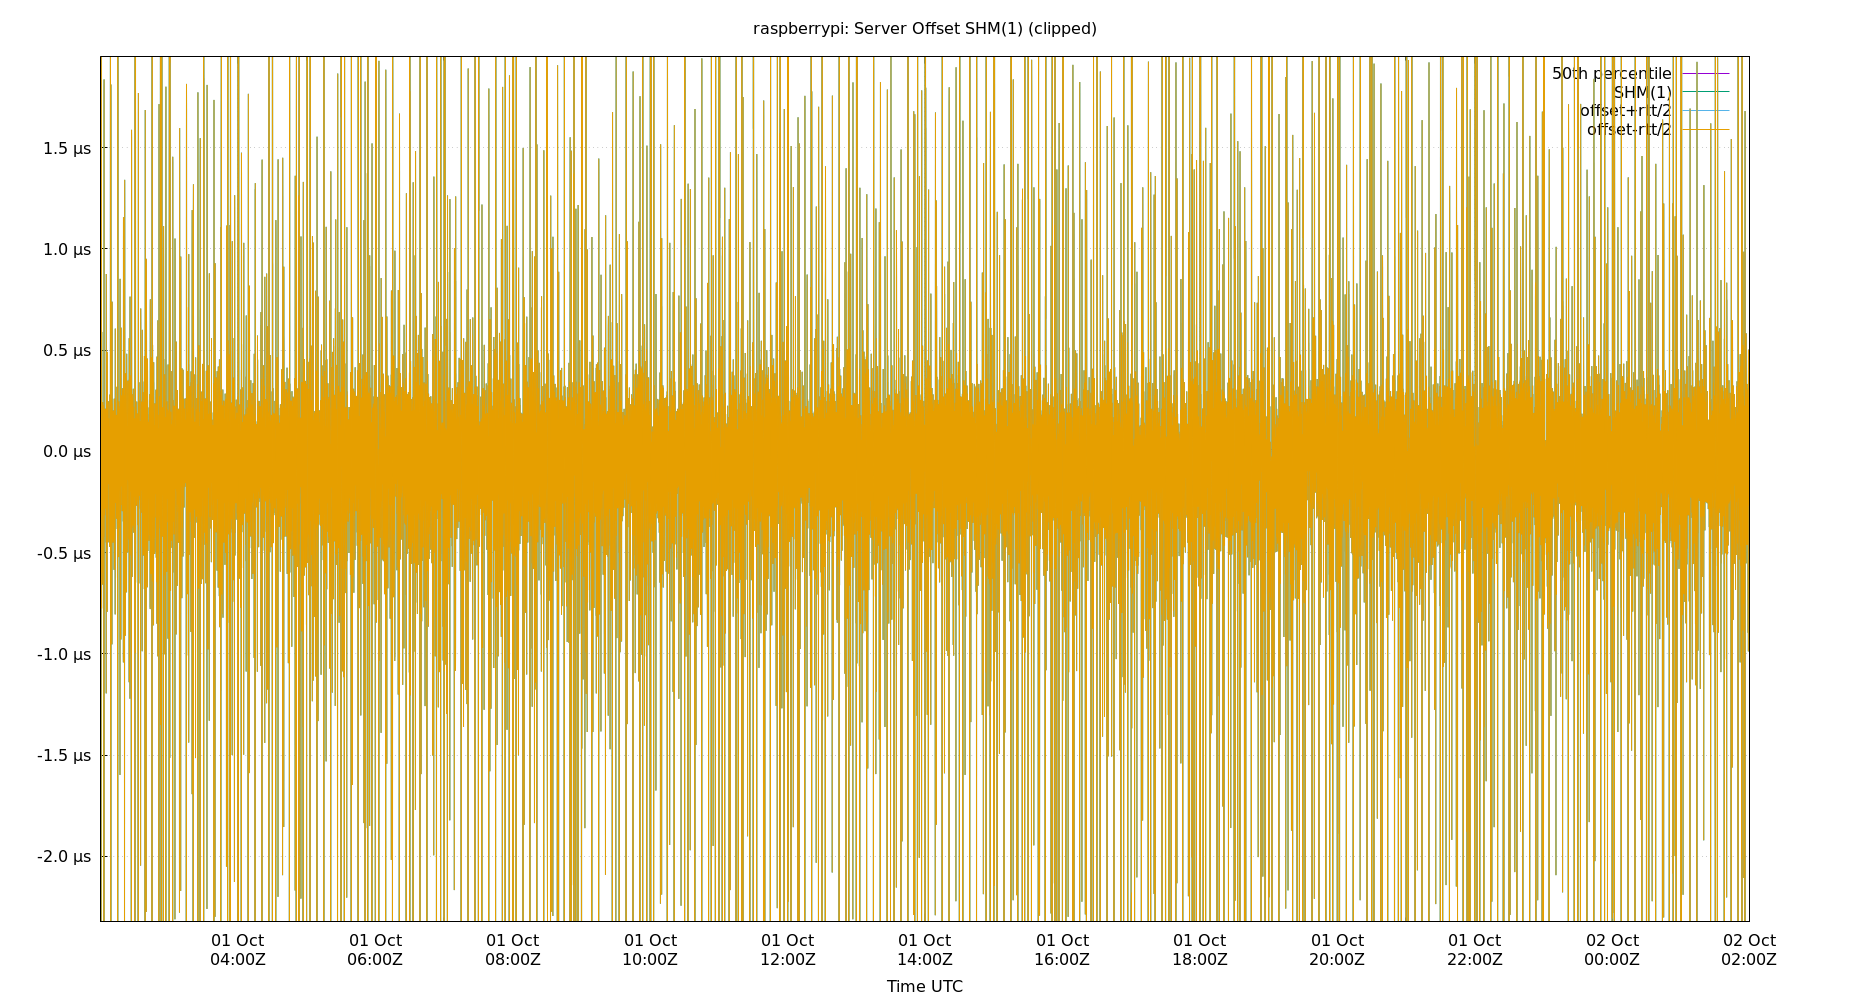 raspberrypi: Server Offset SHM(1) (clipped)
50th percentile
SHM(1)
offset+rtt/2
offset-rtt/2
1.5 µs
1.0 µs
0.5 µs
0.0 µs
-0.5 µs
-1.0 µs
-1.5 µs
-2.0 µs
01 Oct 01 Oct 01 Oct 01 Oct 01 Oct 01 Oct 01 Oct 01 Oct 01 Oct 01 Oct 02 Oct 02 Oct
04:00Z 06:00Z 08:00Z 10:00Z 12:00Z 14:00Z 16:00Z 18:00Z 20:00Z 22:00Z 00:00Z 02:00Z
Time UTC